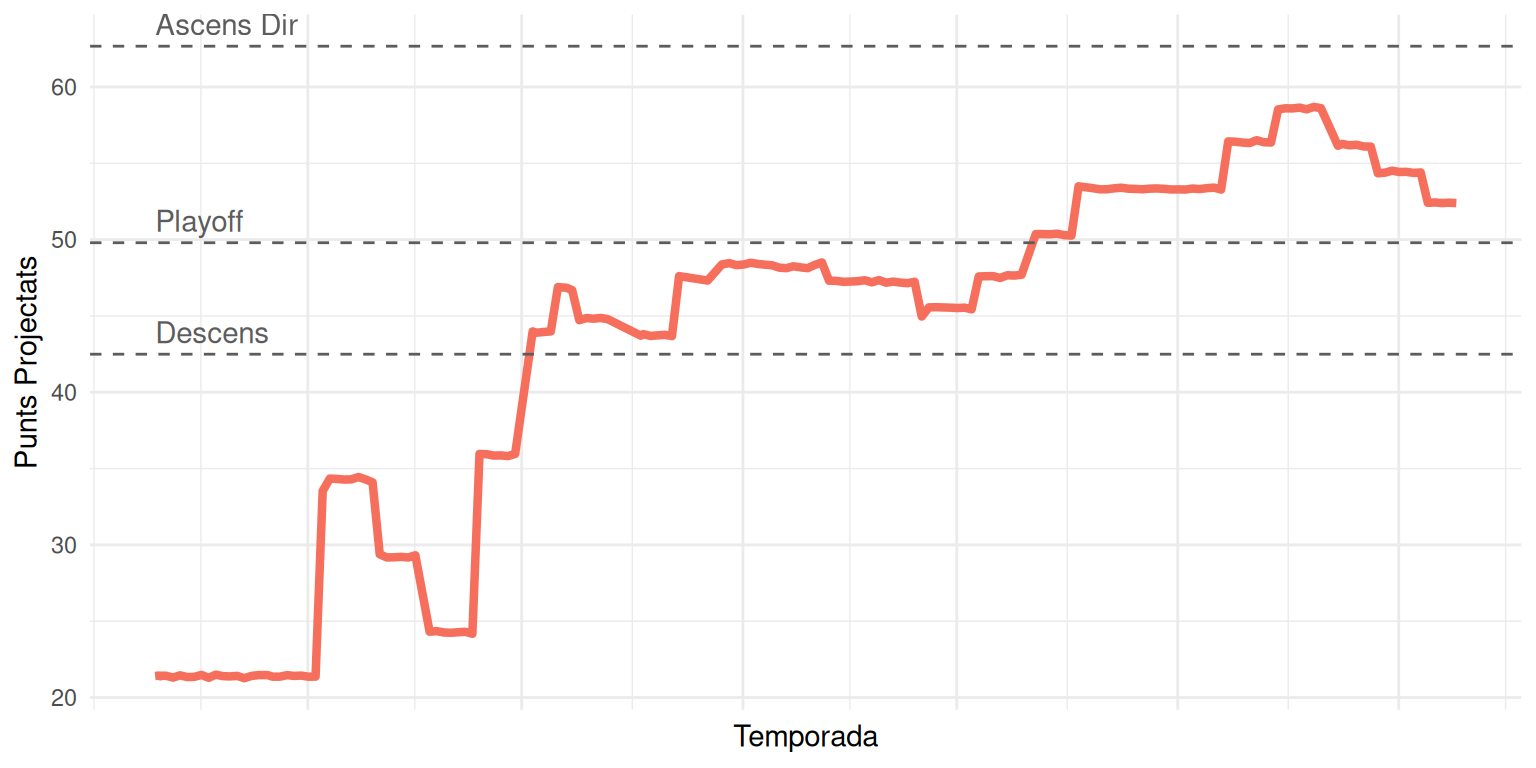 Ascens Dir
60
Playoff
50
Descens
40
30
20
Punts Projectats
Temporada